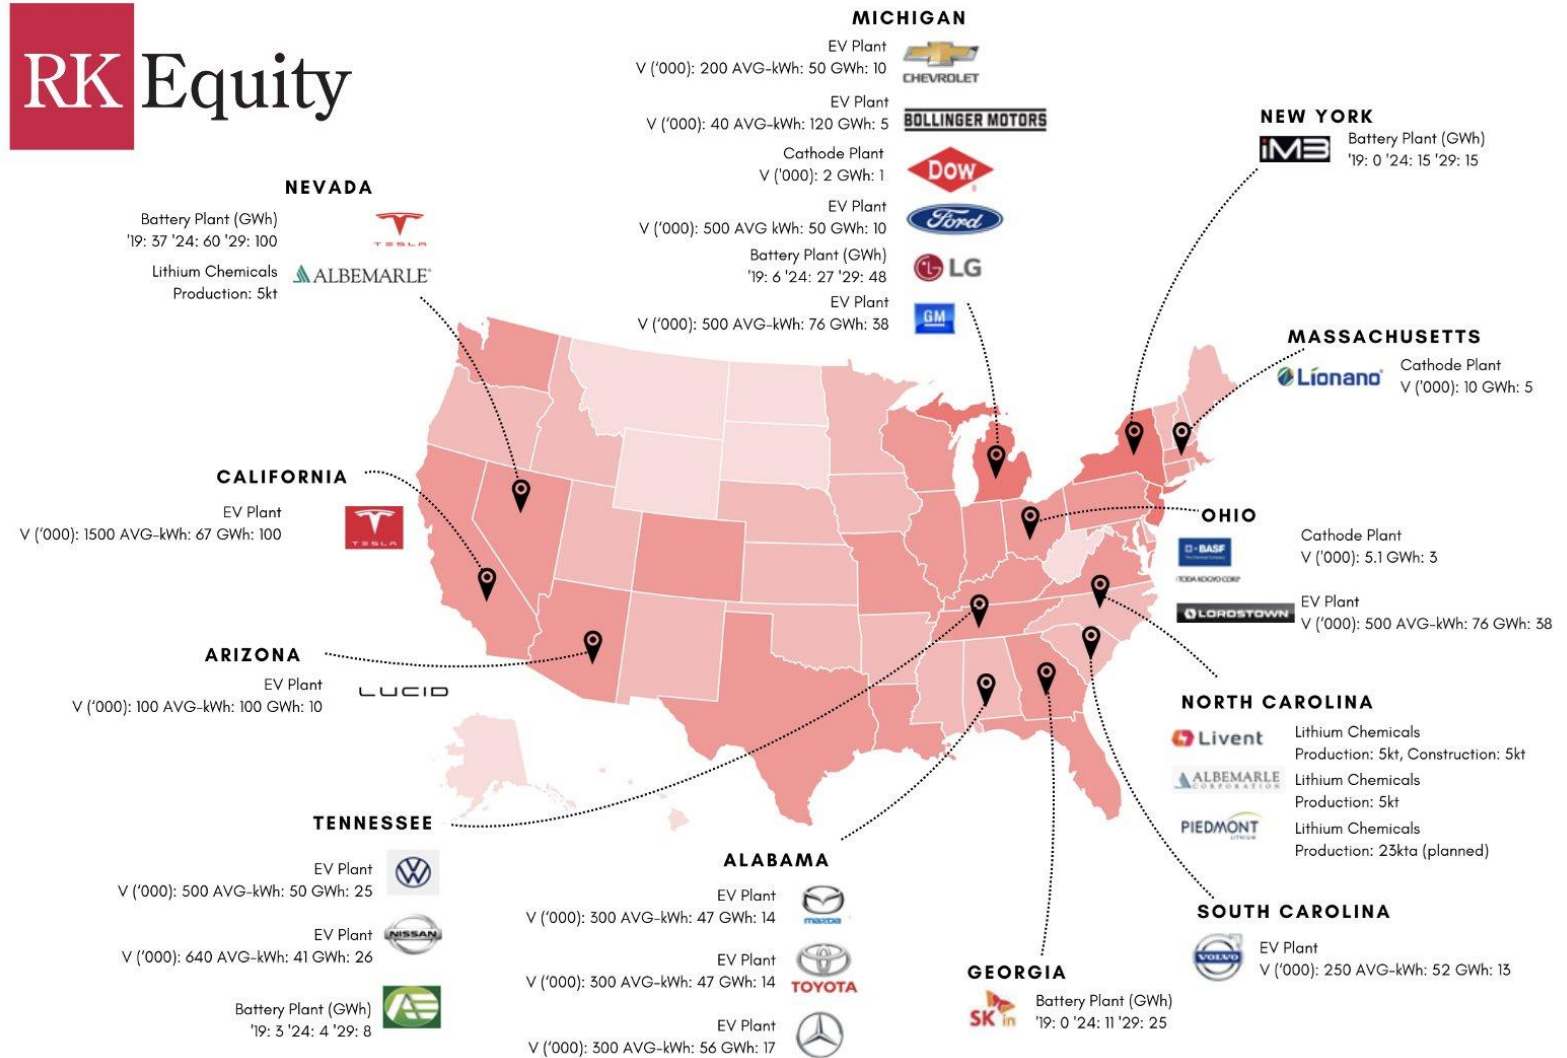 RK Equity
MICHIGAN
EV Plant
V ('000): 200 AVG-kWh: 50 GWh: 10
CHEVROLET
EV Plant
V ('000): 40 AVG-kWh: 120 GWh: 5
BOLLINGER MOTORS
Cathode Plant
V ('000): 2 GWh: 1
Dow
EV Plant
V ('000): 500 AVG kWh: 50 GWh: 10
Ford
Battery Plant (GWh)
'19: 6 '24: 27 '29: 48
LG
EV Plant
V ('000): 500 AVG-kWh: 76 GWh: 38
GM
NEW YORK
iM3
Battery Plant (GWh)
'19: 0 '24: 15 '29: 15
NEVADA
Battery Plant (GWh)
'19: 37 '24: 60 '29: 100
TESLA
Lithium Chemicals
Production: 5kt
ALBEMARLE
MASSACHUSETTS
Lionano
Cathode Plant
V ('000): 10 GWh: 5
CALIFORNIA
EV Plant
V ('000): 1500 AVG-kWh: 67 GWh: 100
TESLA
OHIO
BASF
The Chemical Company
TODA KOGYO CORP
Cathode Plant
V ('000): 5.1 GWh: 3
LORDSTOWN
EV Plant
V ('000): 500 AVG-kWh: 76 GWh: 38
ARIZONA
EV Plant
V ('000): 100 AVG-kWh: 100 GWh: 10
LUCID
NORTH CAROLINA
Livent
Lithium Chemicals
Production: 5kt, Construction: 5kt
ALBEMARLE
CORPORATION
Lithium Chemicals
Production: 5kt
PIEDMONT
LITHIUM
Lithium Chemicals
Production: 23kta (planned)
TENNESSEE
EV Plant
V ('000): 500 AVG-kWh: 50 GWh: 25
EV Plant
V ('000): 640 AVG-kWh: 41 GWh: 26
NISSAN
Battery Plant (GWh)
'19: 3 '24: 4 '29: 8
AE
ALABAMA
EV Plant
V ('000): 300 AVG-kWh: 47 GWh: 14
mazda
EV Plant
V ('000): 300 AVG-kWh: 47 GWh: 14
TOYOTA
EV Plant
V ('000): 300 AVG-kWh: 56 GWh: 17
GEORGIA
SK in
Battery Plant (GWh)
'19: 0 '24: 11 '29: 25
SOUTH CAROLINA
VOLVO
EV Plant
V ('000): 250 AVG-kWh: 52 GWh: 13